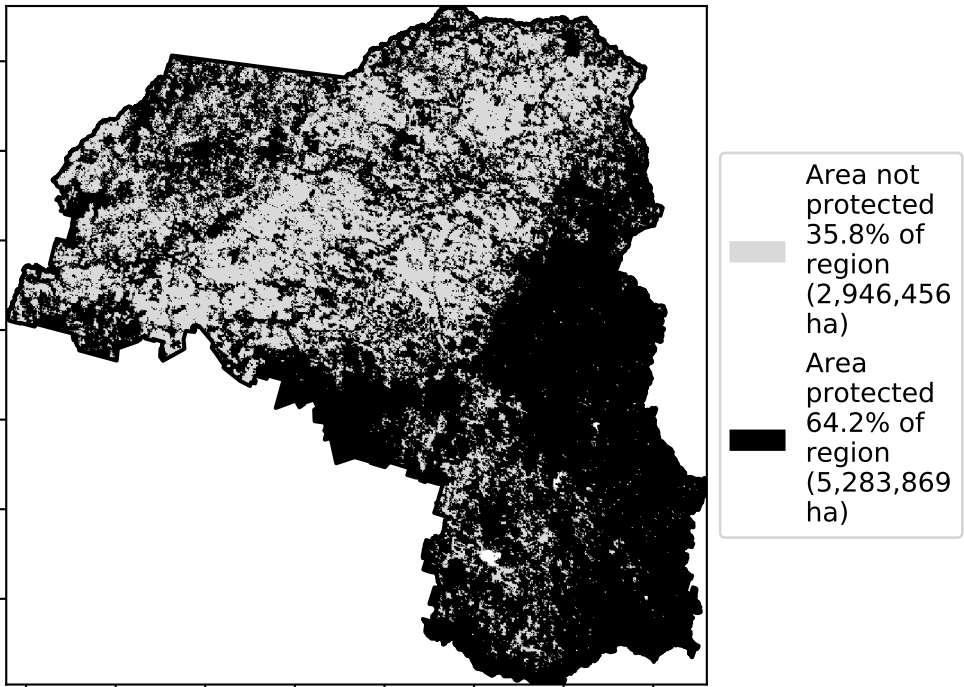 Area not
protected
35.8% of
region
(2,946,456
ha)
Area
protected
64.2% of
region
(5,283,869
ha)